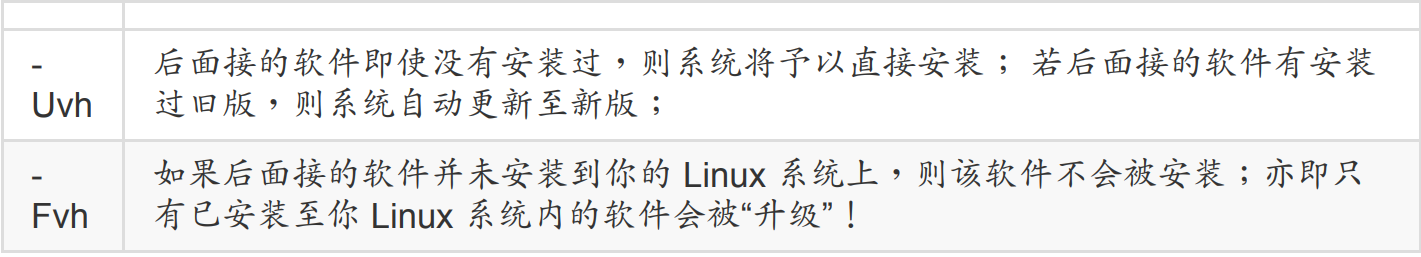 -
Uvh
后面接的软件即使没有安装过，则系统将予以直接安装； 若后面接的软件有安装
过旧版，则系统自动更新至新版；
-
Fvh
如果后面接的软件并未安装到你的 Linux 系统上，则该软件不会被安装；亦即只
有已安装至你 Linux 系统内的软件会被“升级”！